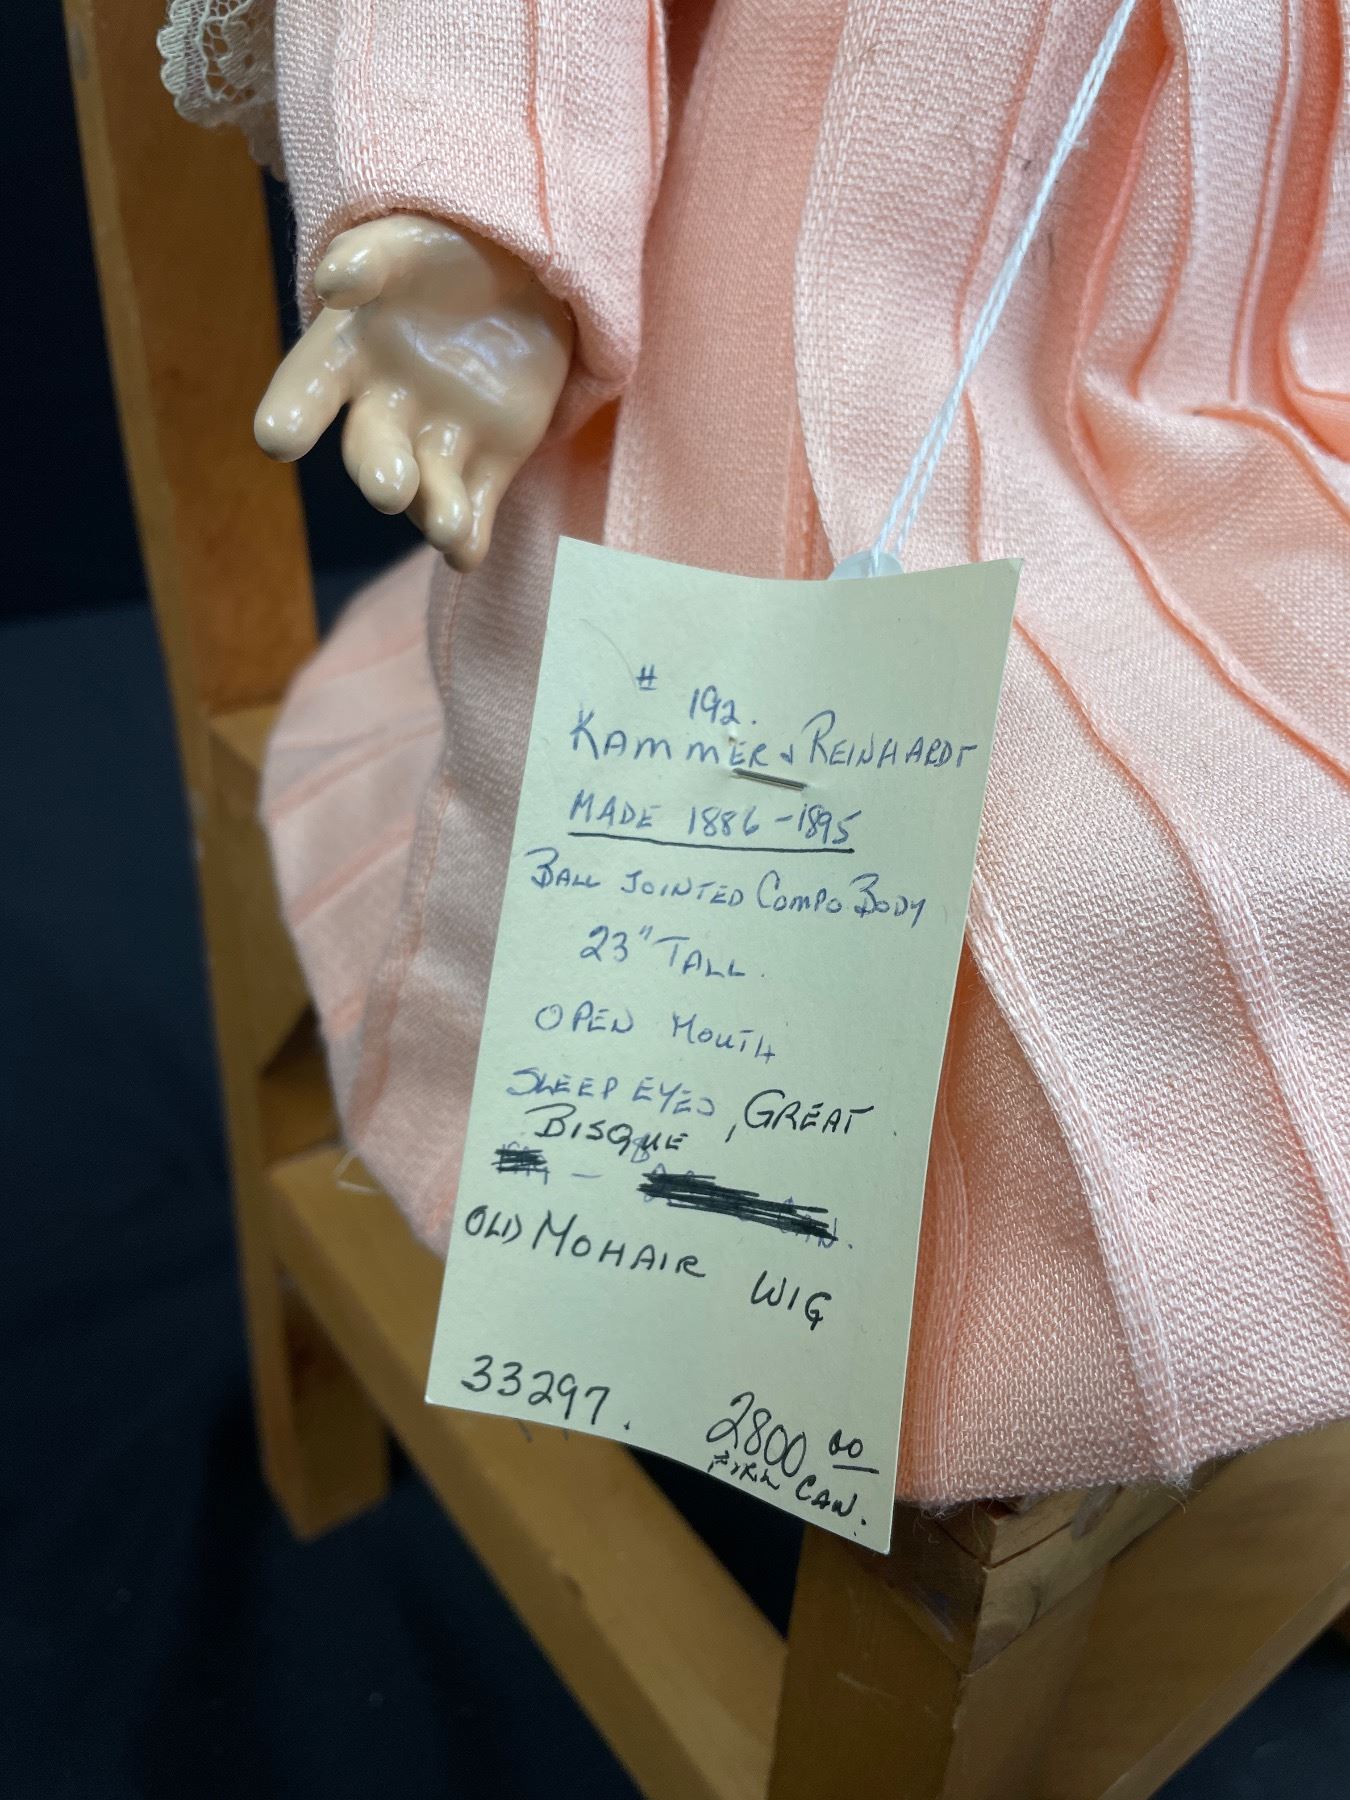 # 192.
KAMMER & REINHARDT
MADE 1886-1895
BALL JOINTED COMPO BODY
23" TALL.
OPEN MOUTH
SLEEP EYES, GREAT
BISQUE
OLD MOHAIR WIG
33297.
2800 00
FIRM CAN.